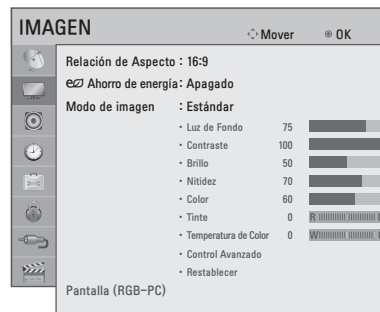 IMAGEN Mover OK
Relación de Aspecto : 16:9
Ahorro de energía: Apagado
Modo de imagen : Estándar
• Luz de Fondo 75
• Contraste 100
• Brillo 50
• Nitidez 70
• Color 60
• Tinte 0 R
• Temperatura de Color 0 W
• Control Avanzado
• Restablecer
Pantalla (RGB-PC)